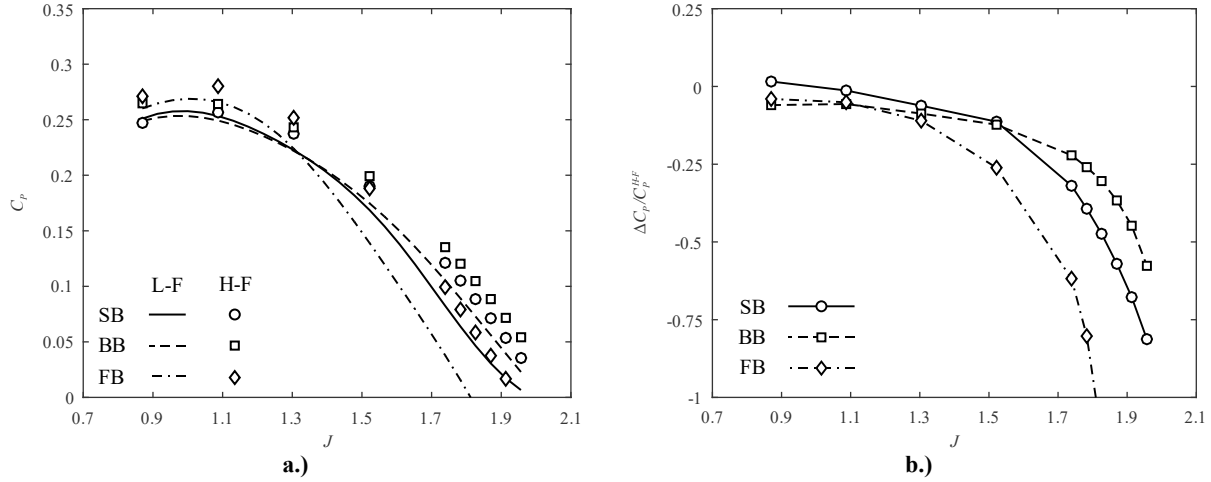 0.35
0.3
0.25
0.2
0.15
0.1
0.05
0
C_P
0.7 0.9 1.1 1.3 1.5 1.7 1.9 2.1
J
L-F H-F
SB
BB
FB
a.)
0.25
0
-0.25
-0.5
-0.75
-1
ΔC_P/C_P^{H-F}
0.7 0.9 1.1 1.3 1.5 1.7 1.9 2.1
J
SB
BB
FB
b.)